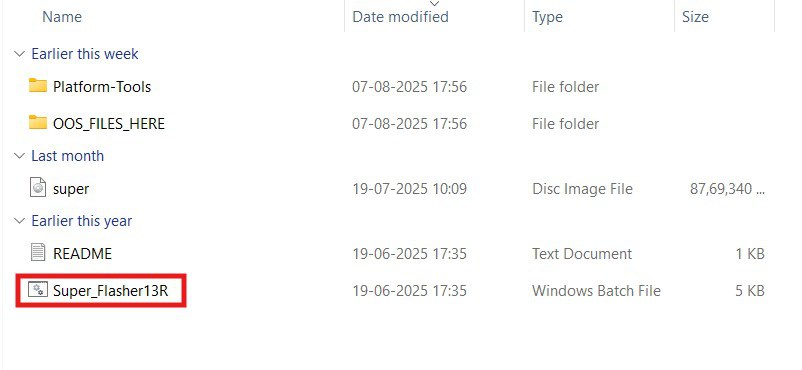 Name Date modified Type Size
Earlier this week
Platform-Tools 07-08-2025 17:56 File folder
OOS_FILES_HERE 07-08-2025 17:56 File folder
Last month
super 19-07-2025 10:09 Disc Image File 87,69,340 ...
Earlier this year
README 19-06-2025 17:35 Text Document 1 KB
Super_Flasher13R 19-06-2025 17:35 Windows Batch File 5 KB